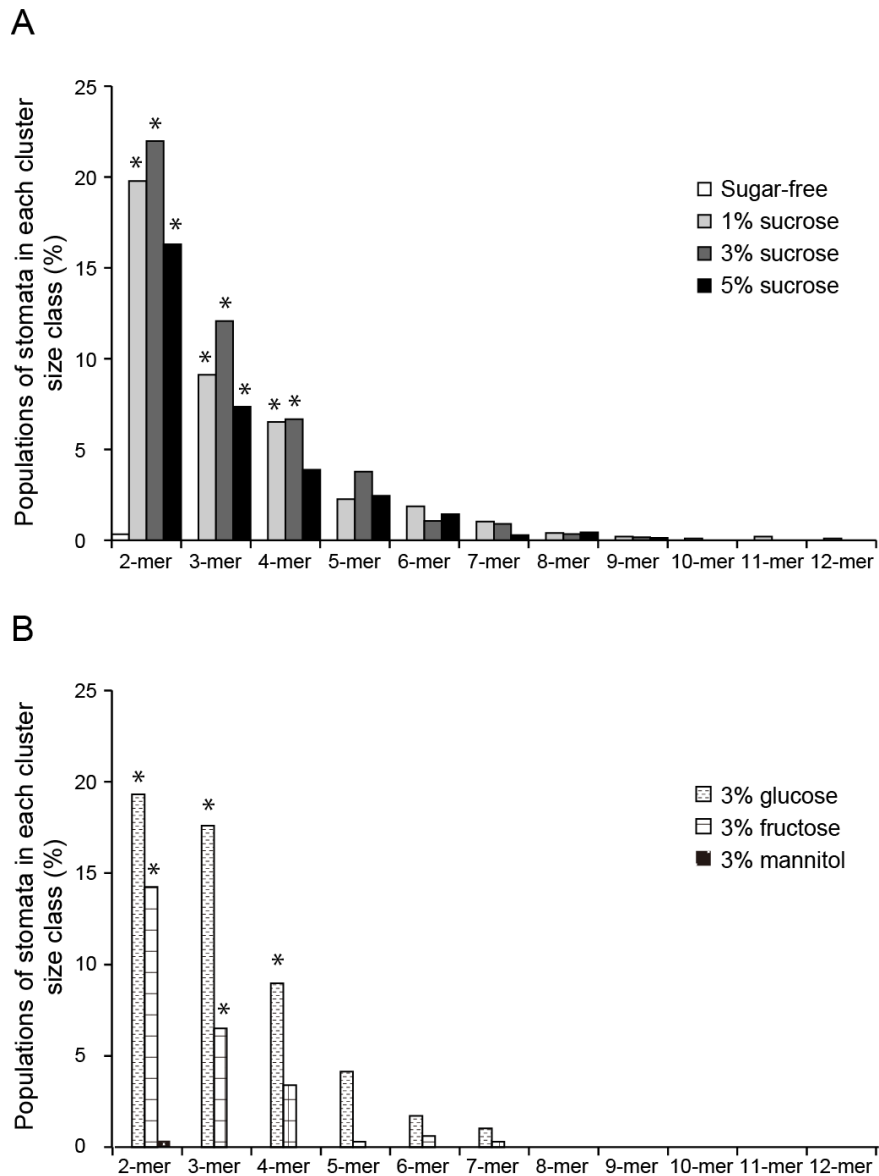 A
Populations of stomata in each cluster
size class (%)
25
20
15
10
5
0
* * *
* * *
* *
Sugar-free
1% sucrose
3% sucrose
5% sucrose
2-mer 3-mer 4-mer 5-mer 6-mer 7-mer 8-mer 9-mer 10-mer 11-mer 12-mer
B
Populations of stomata in each cluster
size class (%)
25
20
15
10
5
0
* *
* *
*
3% glucose
3% fructose
3% mannitol
2-mer 3-mer 4-mer 5-mer 6-mer 7-mer 8-mer 9-mer 10-mer 11-mer 12-mer